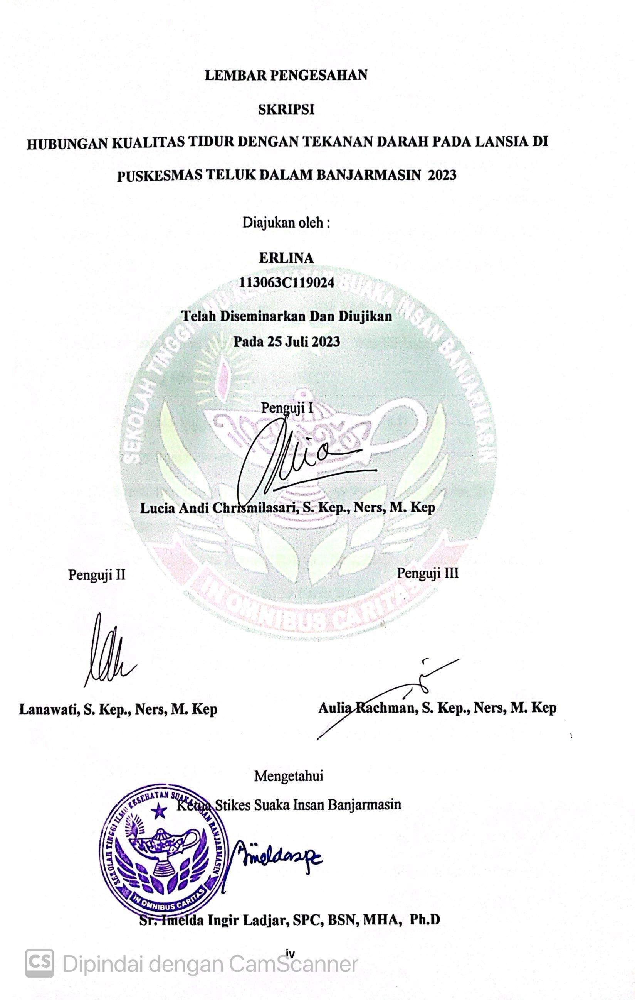 LEMBAR PENGESAHAN
SKRIPSI
HUBUNGAN KUALITAS TIDUR DENGAN TEKANAN DARAH PADA LANSIA DI
PUSKESMAS TELUK DALAM BANJARMASIN 2023
Diajukan oleh :
ERLINA
113063C119024
SEKOLAH TINGGI ILMU KESEHATAN SUAKA INSAN BANJARMASIN
Telah Diseminarkan Dan Diujikan
Pada 25 Juli 2023
Penguji I
Lucia Andi Chrismilasari, S. Kep., Ners, M. Kep
Penguji II Penguji III
IN OMNIBUS CARITAS
Lanawati, S. Kep., Ners, M. Kep Aulia Rachman, S. Kep., Ners, M. Kep
Mengetahui
Ketua Stikes Suaka Insan Banjarmasin
SEKOLAH TINGGI ILMU KESEHATAN SUAKA INSAN BANJARMASIN
IN OMNIBUS CARITAS
Sr. Imelda Ingir Ladjar, SPC, BSN, MHA, Ph.D
iv
CS Dipindai dengan CamScanner